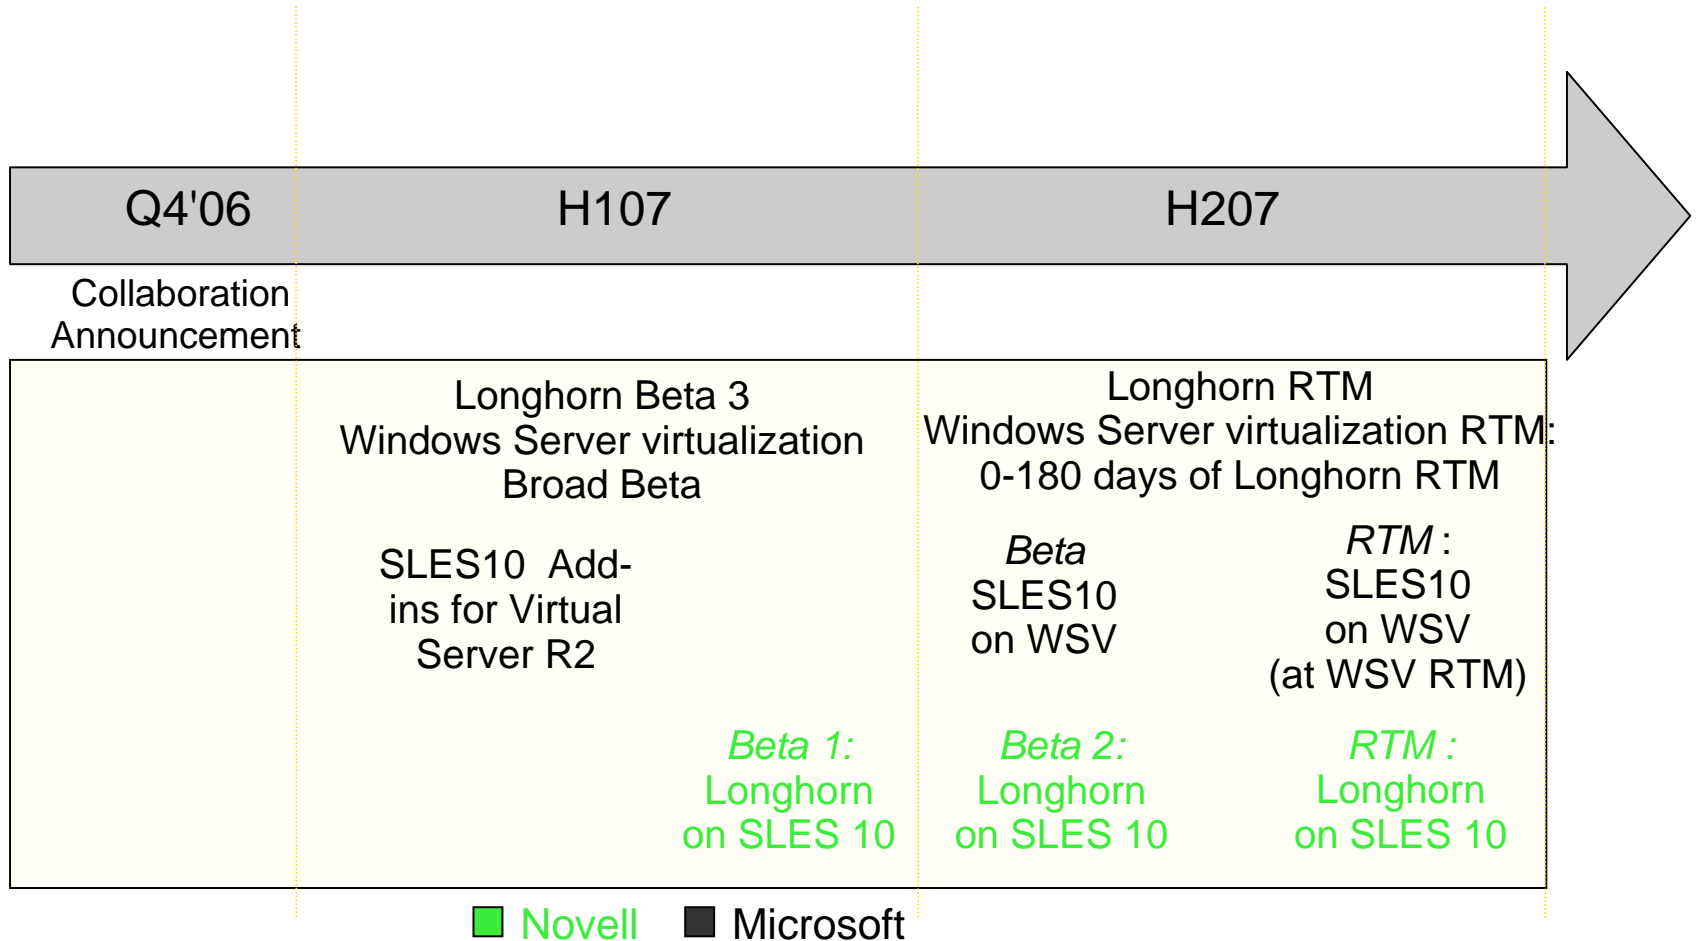 Q4'06
H107
H207
Collaboration
Announcement
Longhorn Beta 3
Windows Server virtualization
Broad Beta
Longhorn RTM
Windows Server virtualization RTM:
0-180 days of Longhorn RTM
SLES10 Add-
ins for Virtual
Server R2
Beta
SLES10
on WSV
RTM :
SLES10
on WSV
(at WSV RTM)
Beta 1:
Longhorn
on SLES 10
Beta 2:
Longhorn
on SLES 10
RTM :
Longhorn
on SLES 10
Novell
Microsoft